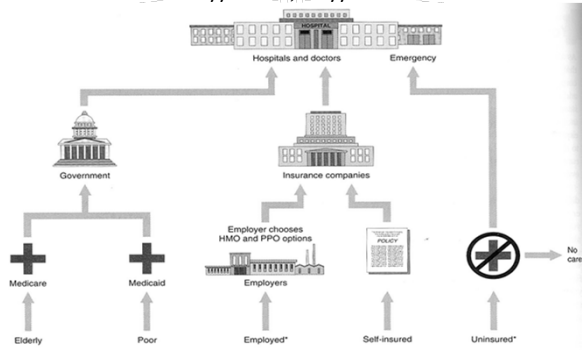 HOSPITAL
Hospitals and doctors
Emergency
Government
Insurance companies
Employer chooses
HMO and PPO options
POLICY
No
care
Medicare
Medicaid
Employers
Elderly
Poor
Employed*
Self-insured
Uninsured*